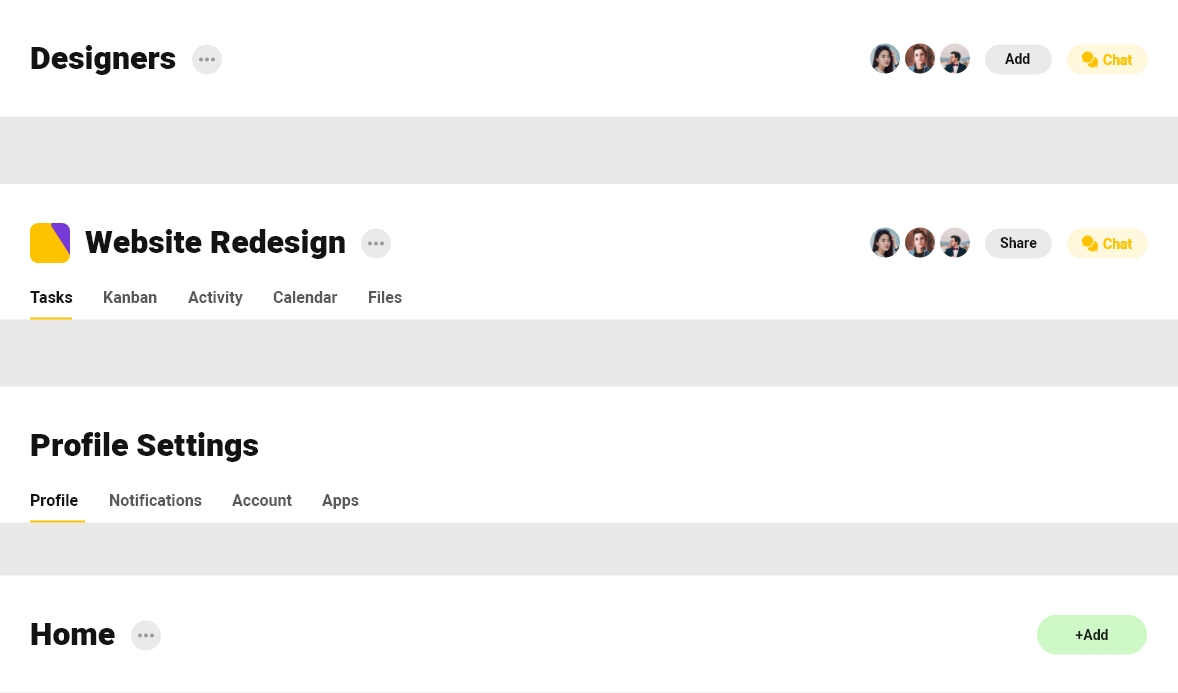 Designers ••• Add Chat
Website Redesign ••• Share Chat
Tasks Kanban Activity Calendar Files
Profile Settings
Profile Notifications Account Apps
Home ••• +Add